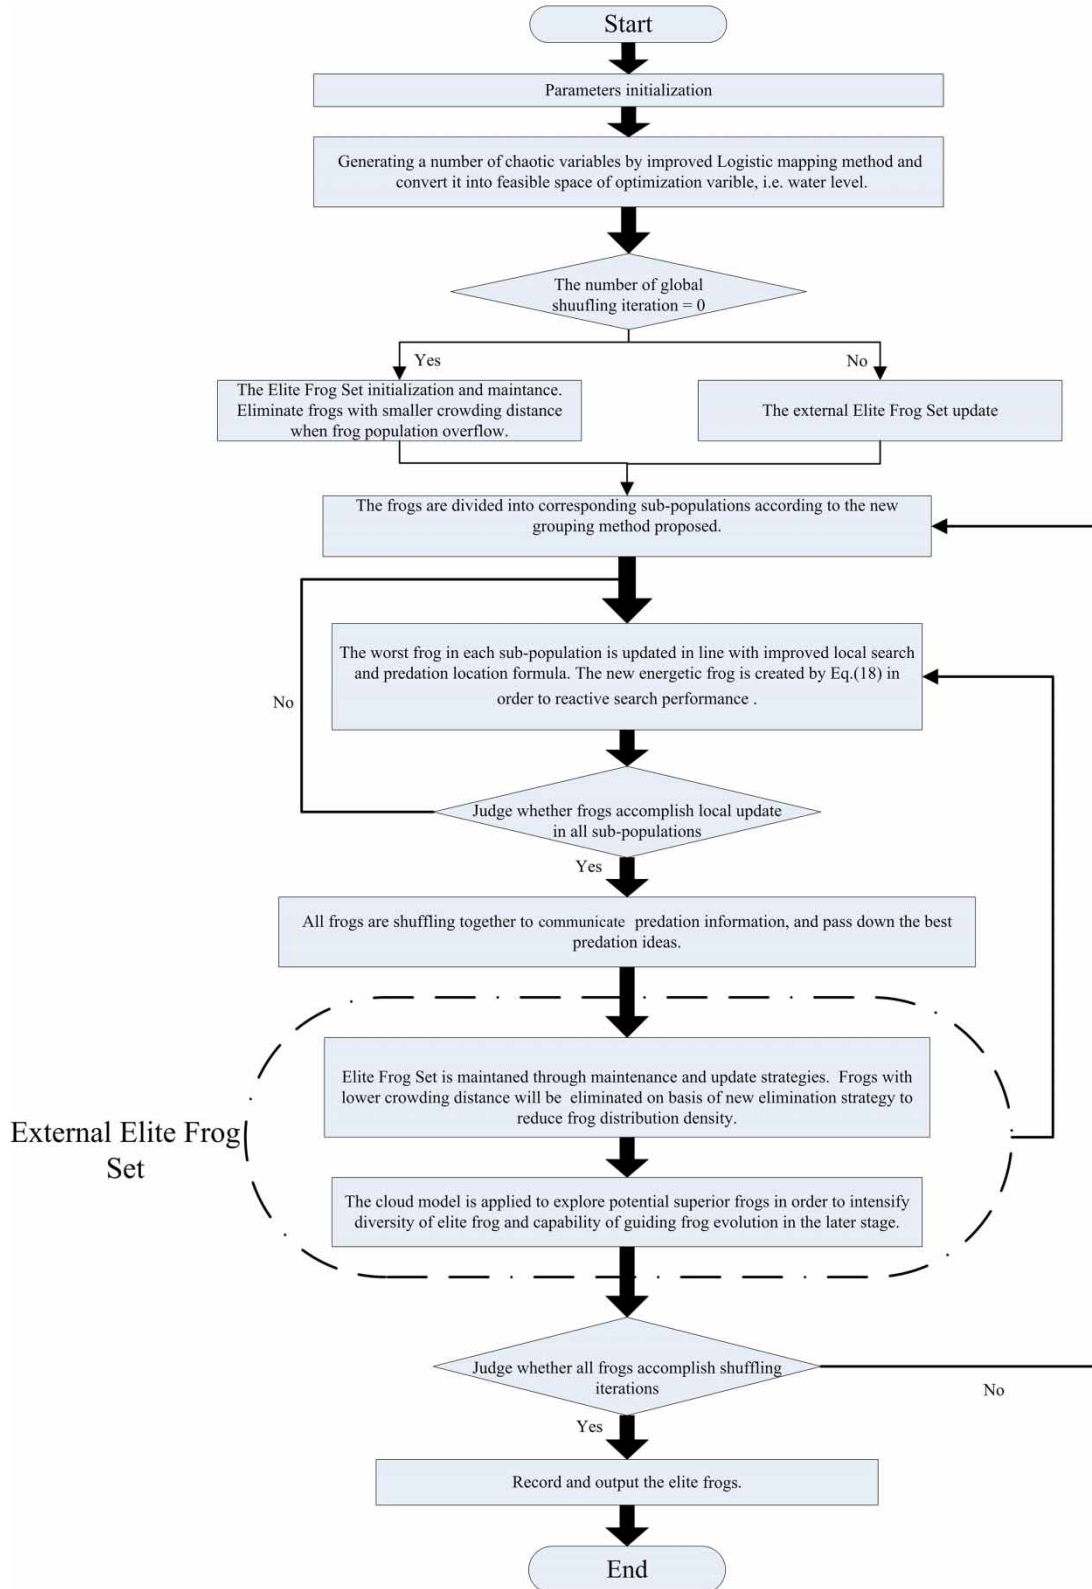 Start
Parameters initialization
Generating a number of chaotic variables by improved Logistic mapping method and
convert it into feasible space of optimization varible, i.e. water level.
The number of global
shuufling iteration = 0
Yes
No
The Elite Frog Set initialization and maintance.
Eliminate frogs with smaller crowding distance
when frog population overflow.
The external Elite Frog Set update
The frogs are divided into corresponding sub-populations according to the new
grouping method proposed.
The worst frog in each sub-population is updated in line with improved local search
and predation location formula. The new energetic frog is created by Eq.(18) in
order to reactive search performance .
No
Judge whether frogs accomplish local update
in all sub-populations
Yes
All frogs are shuffling together to communicate predation information, and pass down the best
predation ideas.
Elite Frog Set is maintaned through maintenance and update strategies. Frogs with
lower crowding distance will be eliminated on basis of new elimination strategy to
reduce frog distribution density.
External Elite Frog
Set
The cloud model is applied to explore potential superior frogs in order to intensify
diversity of elite frog and capability of guiding frog evolution in the later stage.
Judge whether all frogs accomplish shuffling
iterations
No
Yes
Record and output the elite frogs.
End